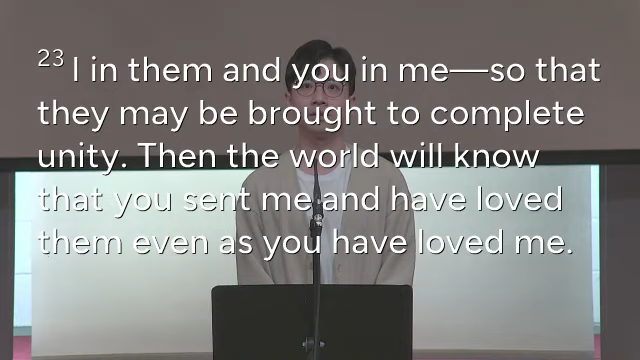 23 I in them and you in me—so that
they may be brought to complete
unity. Then the world will know
that you sent me and have loved
them even as you have loved me.